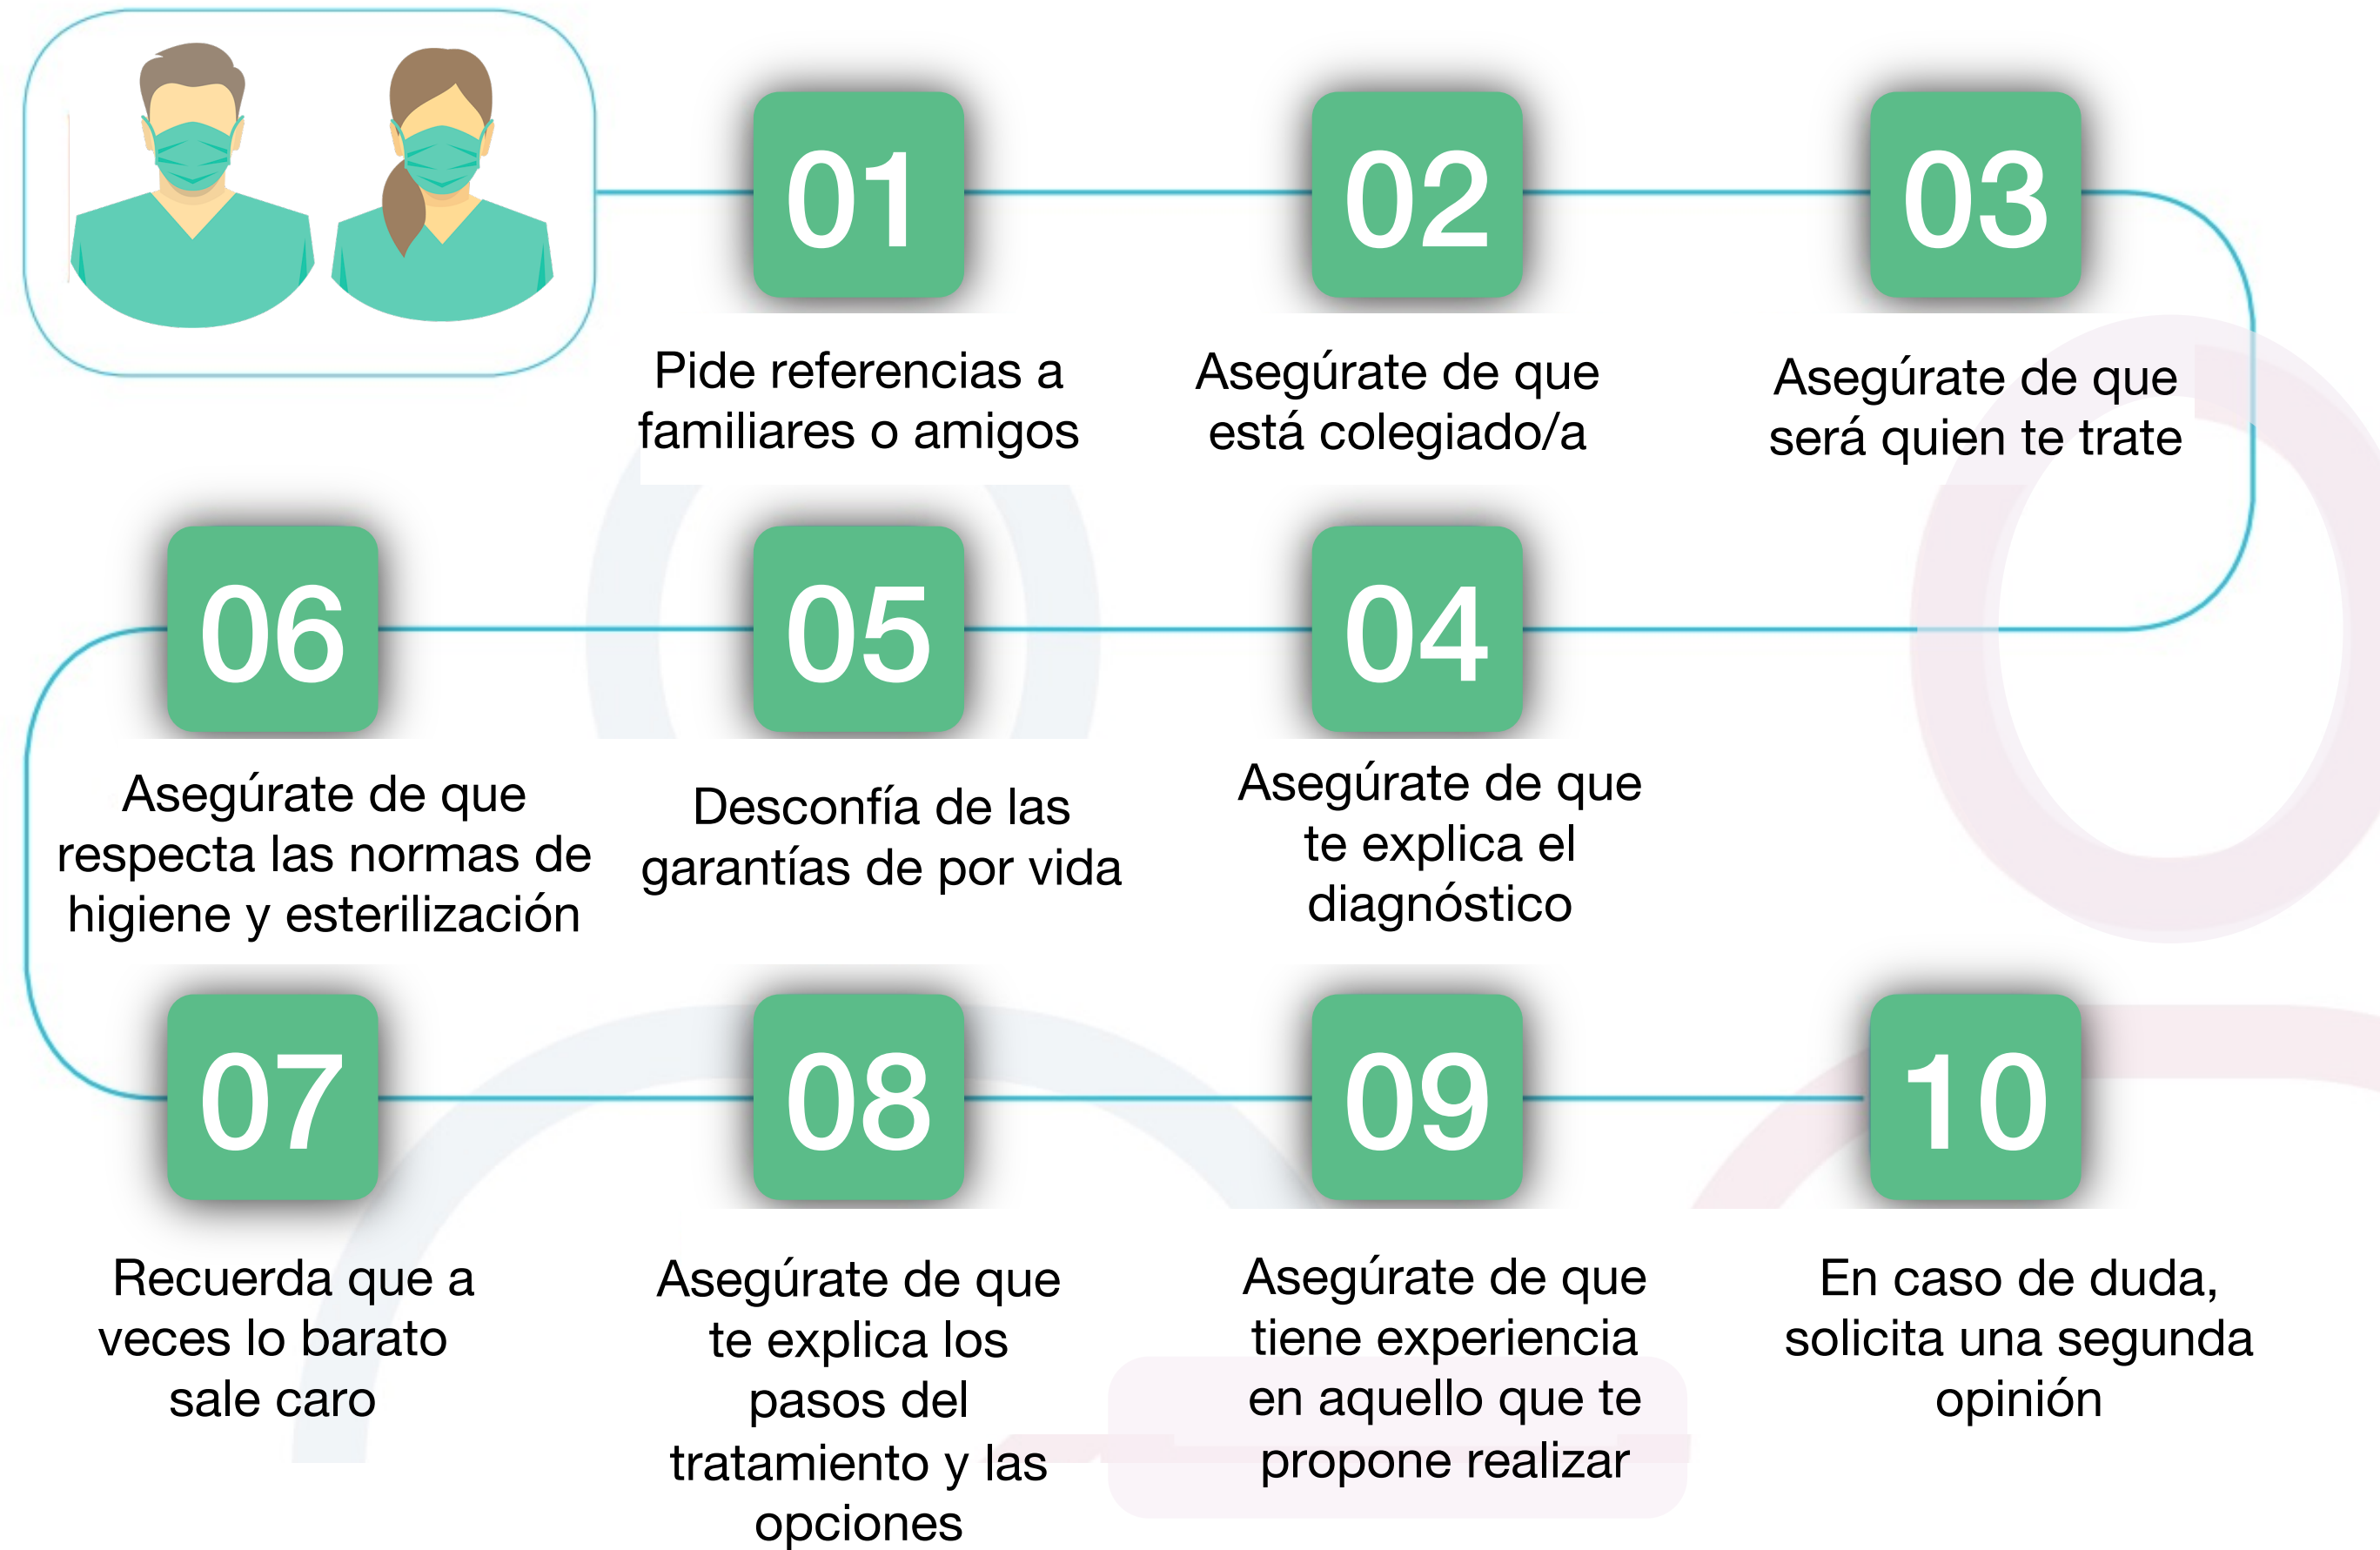 01
Pide referencias a
familiares o amigos
02
Asegúrate de que
está colegiado/a
03
Asegúrate de que
será quien te trate
04
Asegúrate de que
te explica el
diagnóstico
05
Desconfía de las
garantías de por vida
06
Asegúrate de que
respecta las normas de
higiene y esterilización
07
Recuerda que a
veces lo barato
sale caro
08
Asegúrate de que
te explica los
pasos del
tratamiento y las
opciones
09
Asegúrate de que
tiene experiencia
en aquello que te
propone realizar
10
En caso de duda,
solicita una segunda
opinión